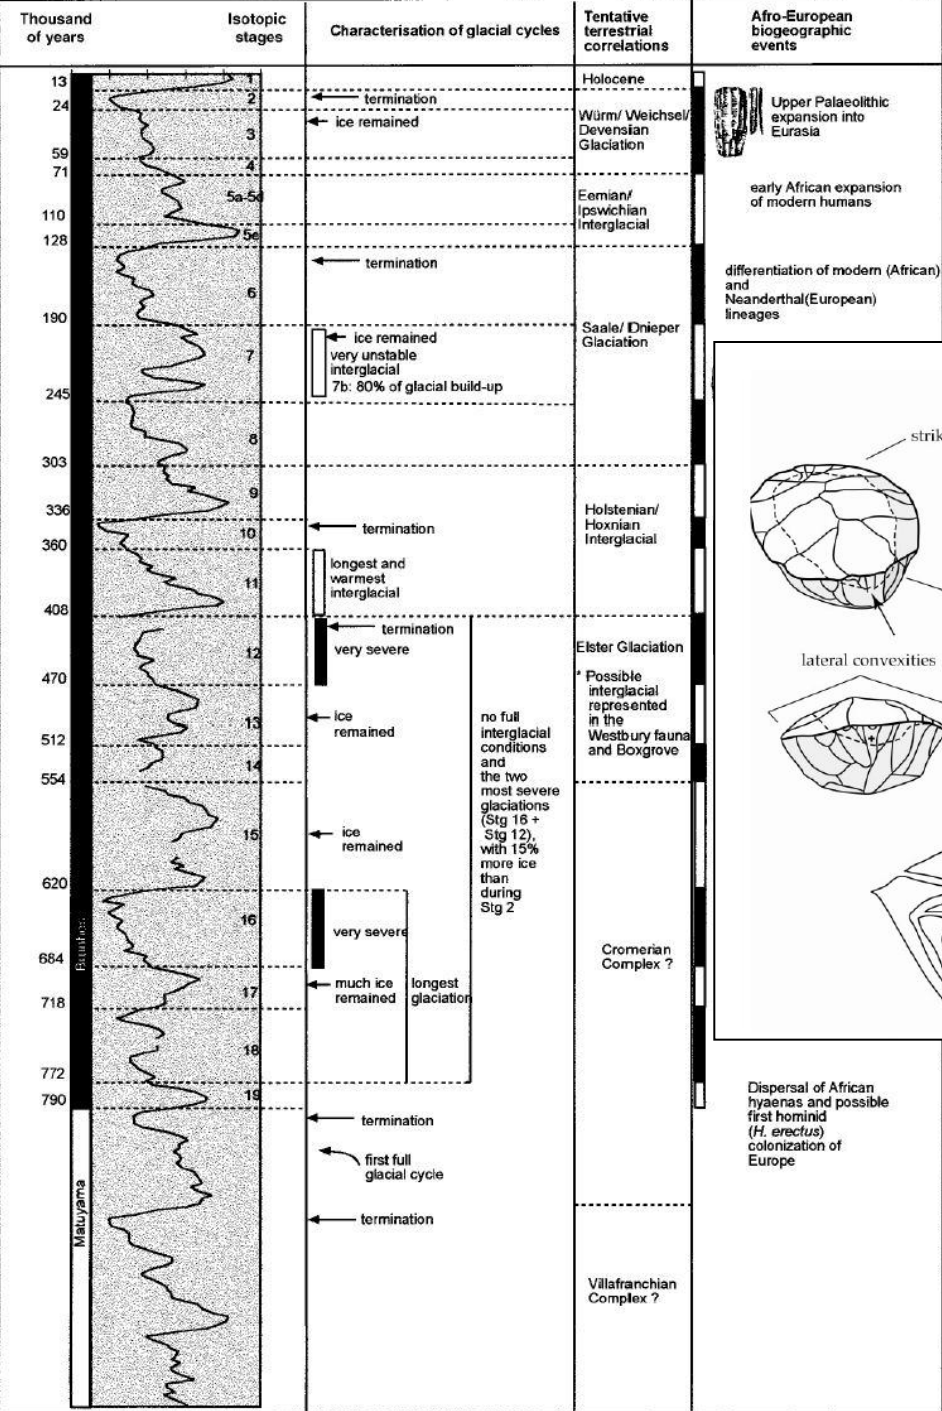 Thousand
of years
Isotopic
stages
Characterisation of glacial cycles
Tentative
terrestrial
correlations
Afro-European
biogeographic
events
13
24
59
71
110
128
190
245
303
336
360
408
470
512
554
620
684
718
772
790
Brunhes
Matuyama
1
2
3
4
5a-5d
5e
6
7
8
9
10
11
12
13
14
15
16
17
18
19
termination
ice remained
termination
ice remained
very unstable
interglacial
7b: 80% of glacial build-up
termination
longest and
warmest
interglacial
termination
very severe
ice
remained
ice
remained
very severe
much ice
remained
longest
glaciation
no full
interglacial
conditions
and
the two
most severe
glaciations
(Stg 16 +
Stg 12),
with 15%
more ice
than
during
Stg 2
termination
first full
glacial cycle
termination
Holocene
Würm/ Weichsel/
Devensian
Glaciation
Eemian/
Ipswichian
Interglacial
Saale/ Dnieper
Glaciation
Holstenian/
Hoxnian
Interglacial
Elster Glaciation
* Possible
interglacial
represented
in the
Westbury fauna
and Boxgrove
Cromerian
Complex ?
Villafranchian
Complex ?
Upper Palaeolithic
expansion into
Eurasia
early African expansion
of modern humans
differentiation of modern (African)
and
Neanderthal(European)
lineages
strik
lateral convexities
Dispersal of African
hyaenas and possible
first hominid
(H. erectus)
colonization of
Europe